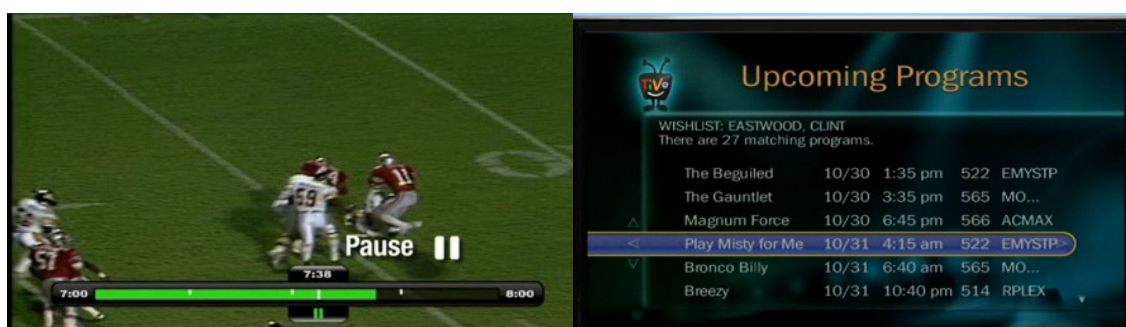 11
59
57
Pause
7:38
7:00
8:00
TiVo
Upcoming Programs
WISHLIST: EASTWOOD, CLINT
There are 27 matching programs.
The Beguiled 10/30 1:35 pm 522 EMYSTP
The Gauntlet 10/30 3:35 pm 565 MO...
Magnum Force 10/30 6:45 pm 566 ACMAX
Play Misty for Me 10/31 4:15 am 522 EMYSTP
Bronco Billy 10/31 6:40 am 565 MO...
Breezy 10/31 10:40 pm 514 RPLEX